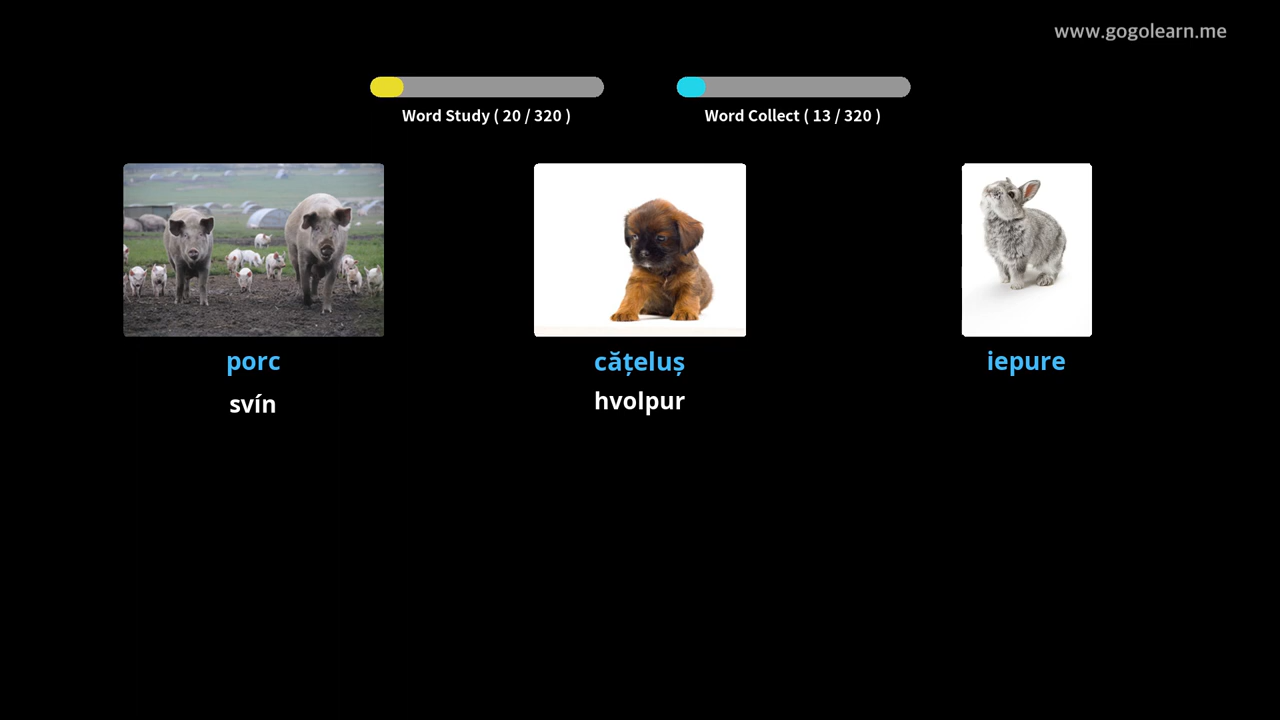 www.gogolearn.me
Word Study ( 20 / 320 )
Word Collect ( 13 / 320 )
porc
cățeluș
iepure
svín
hvolpur